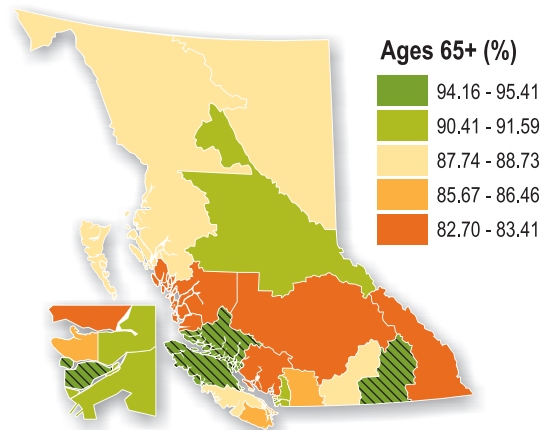 Ages 65+ (%)
94.16 - 95.41
90.41 - 91.59
87.74 - 88.73
85.67 - 86.46
82.70 - 83.41